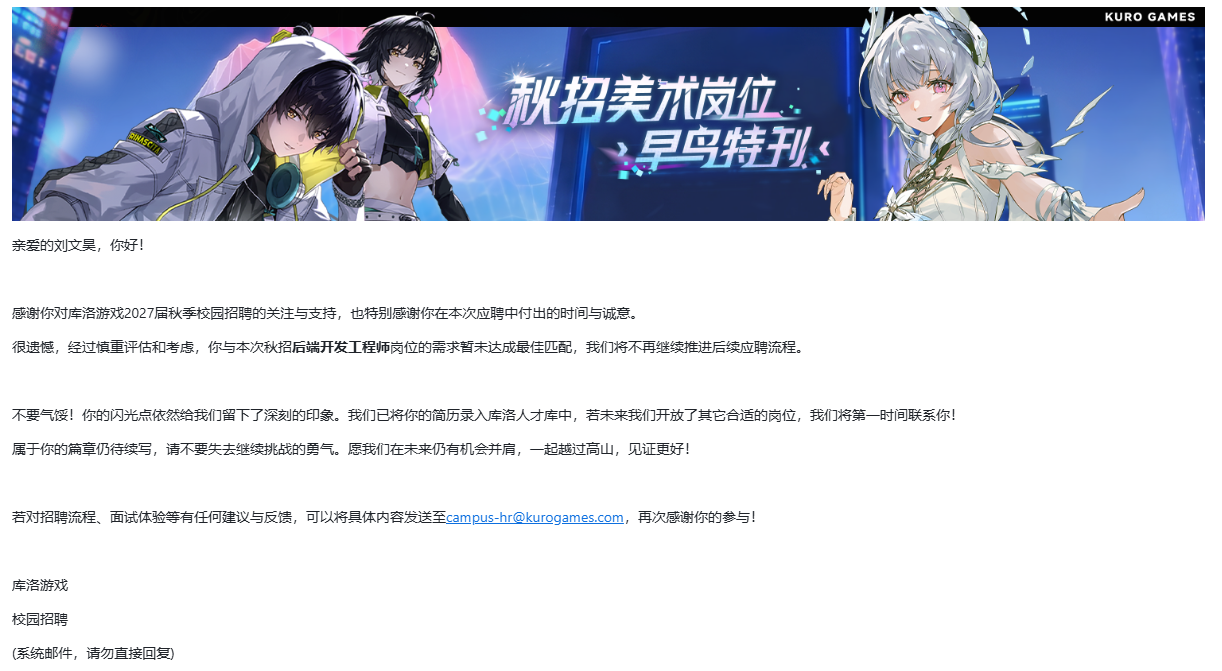 KURO GAMES
秋招美术岗位
早鸟特刊
RINASCITA
亲爱的刘文昊，你好！
感谢你对库洛游戏2027届秋季校园招聘的关注与支持，也特别感谢你在本次应聘中付出的时间与诚意。
很遗憾，经过慎重评估和考虑，你与本次秋招后端开发工程师岗位的需求暂未达成最佳匹配，我们将不再继续推进后续应聘流程。
不要气馁！你的闪光点依然给我们留下了深刻的印象。我们已将你的简历录入库洛人才库中，若未来我们开放了其它合适的岗位，我们将第一时间联系你！
属于你的篇章仍待续写，请不要失去继续挑战的勇气。愿我们在未来仍有机会并肩，一起越过高山，见证更好！
若对招聘流程、面试体验等有任何建议与反馈，可以将具体内容发送至campus-hr@kurogames.com，再次感谢你的参与！
库洛游戏
校园招聘
(系统邮件，请勿直接回复)